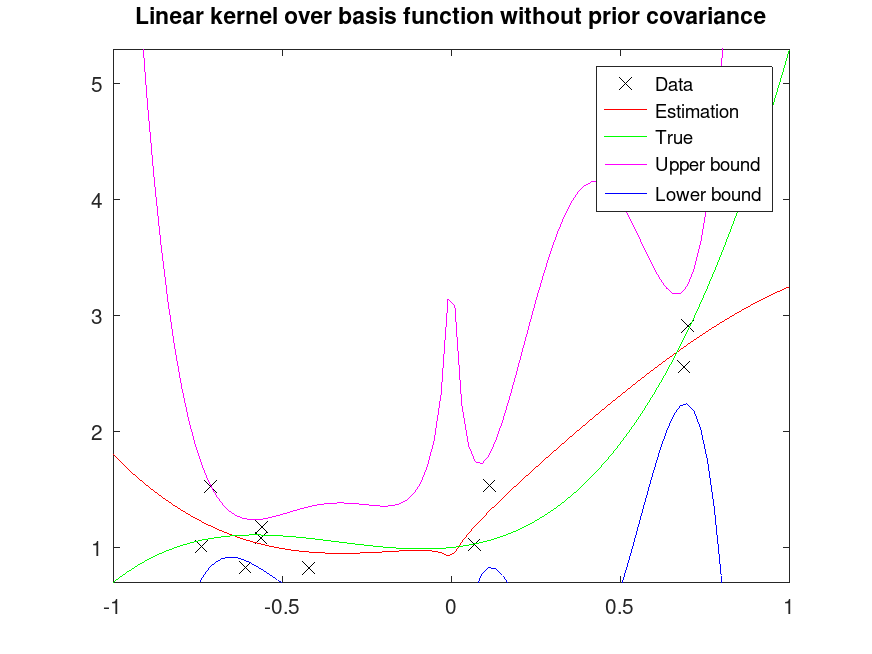 Linear kernel over basis function without prior covariance
5
4
3
2
1
-1
-0.5
0
0.5
1
Data
Estimation
True
Upper bound
Lower bound